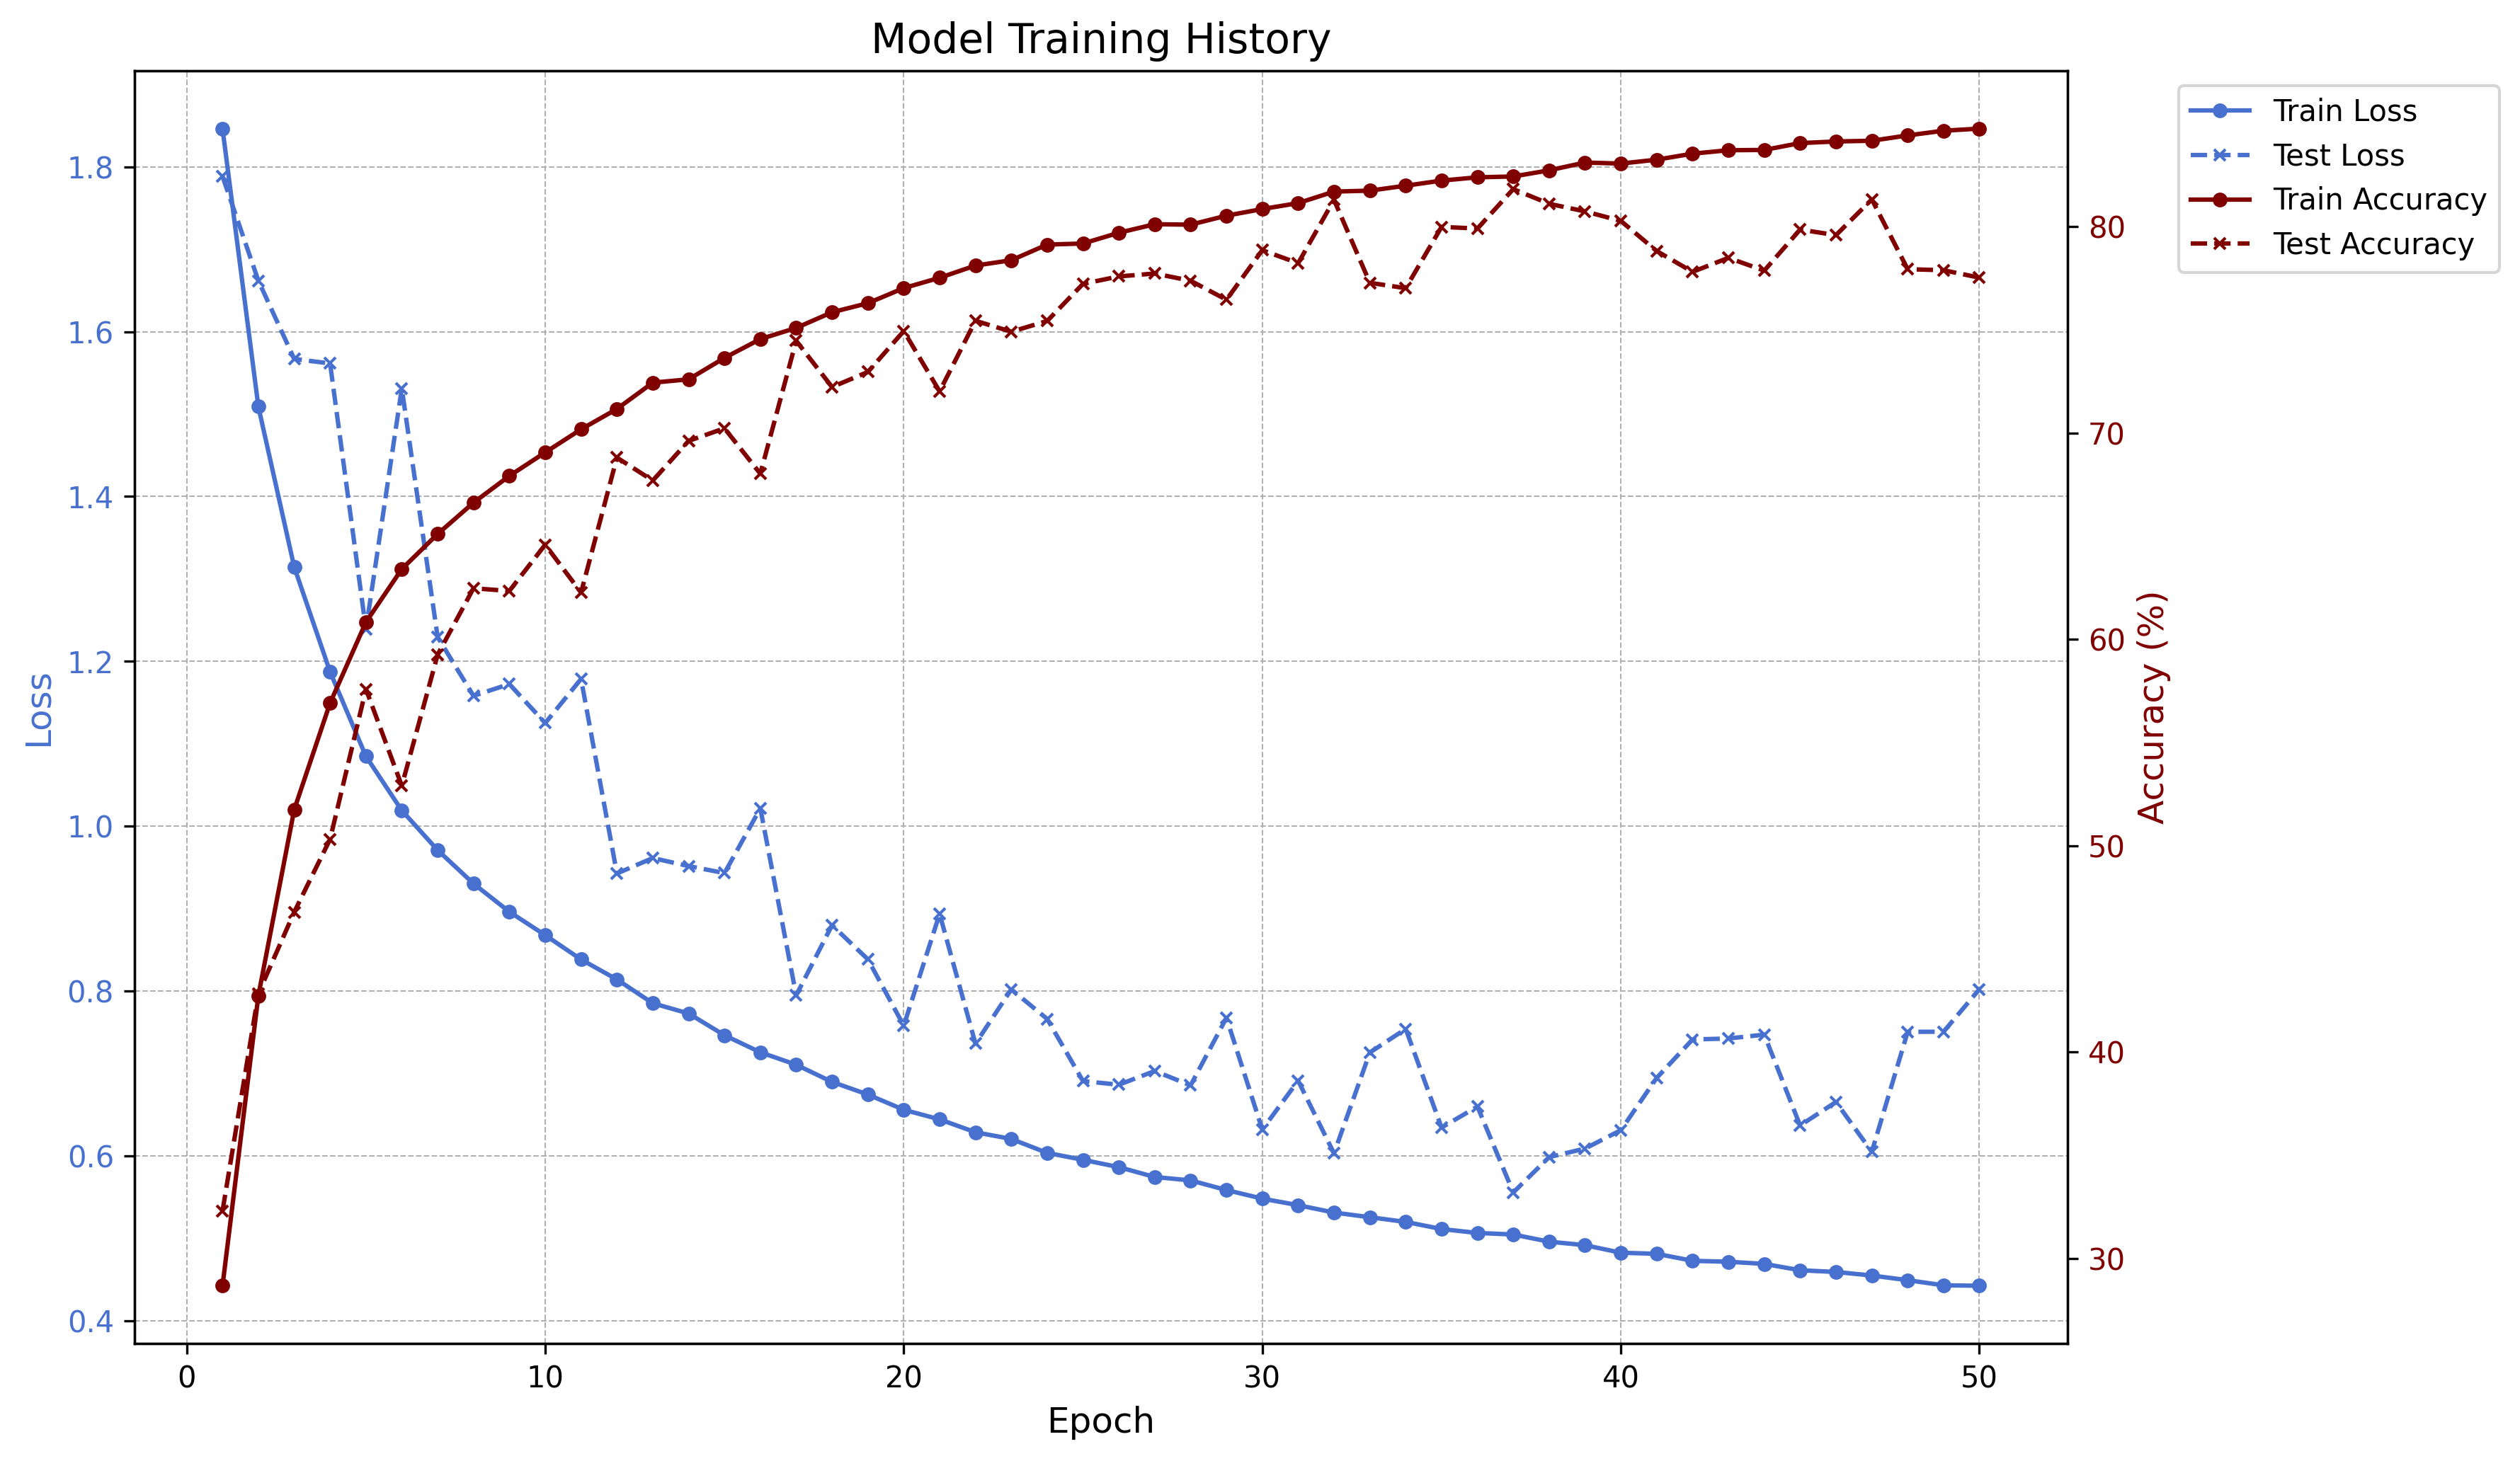 Model Training History
Train Loss
Test Loss
Train Accuracy
Test Accuracy
Loss
1.8
1.6
1.4
1.2
1.0
0.8
0.6
0.4
80
70
60
50
40
30
Accuracy (%)
0 10 20 30 40 50
Epoch